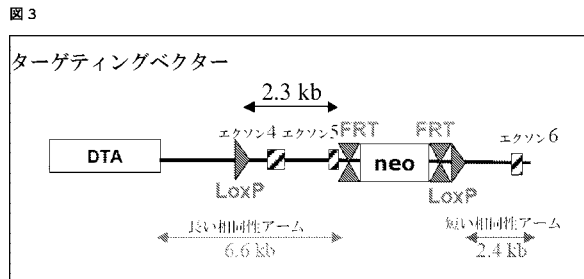 図3
ターゲティングベクター
2.3 kb
エクソン4 エクソン5 FRT FRT エクソン6
DTA neo
LoxP LoxP
長い相同性アーム 短い相同性アーム
6.6 kb 2.4 kb